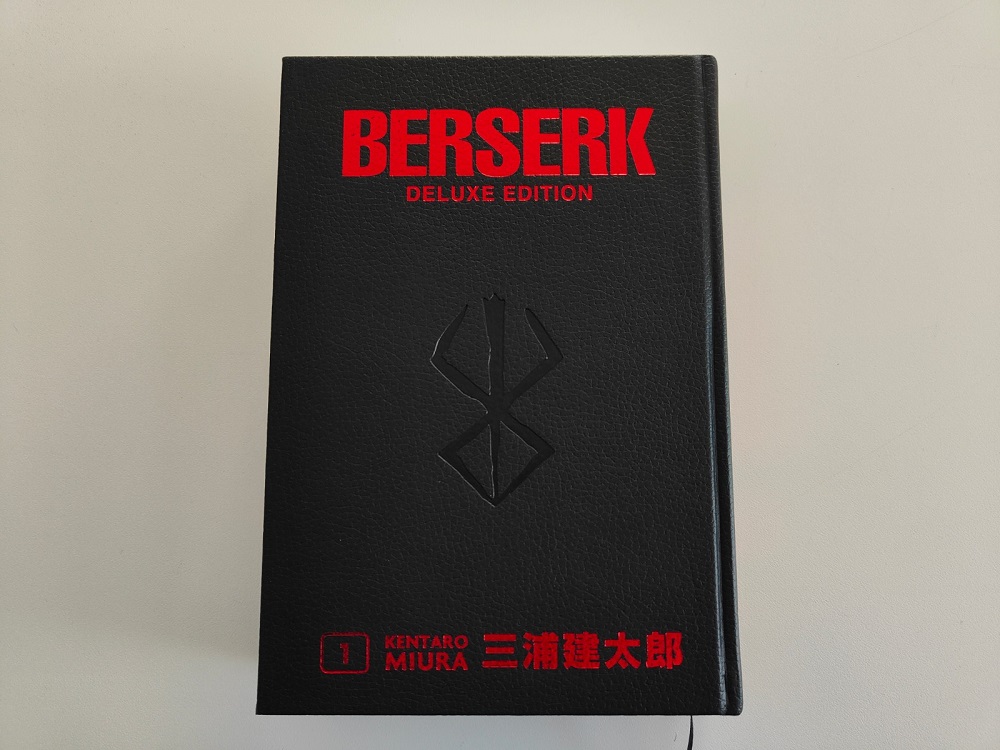 BERSERK
DELUXE EDITION
1
KENTARO
MIURA
三浦建太郎